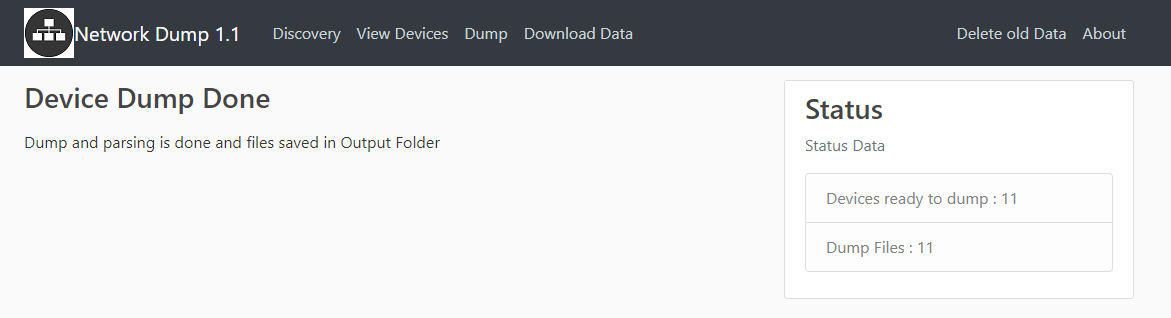 Network Dump 1.1 Discovery View Devices Dump Download Data Delete old Data About
Device Dump Done
Dump and parsing is done and files saved in Output Folder
Status
Status Data
Devices ready to dump : 11
Dump Files : 11